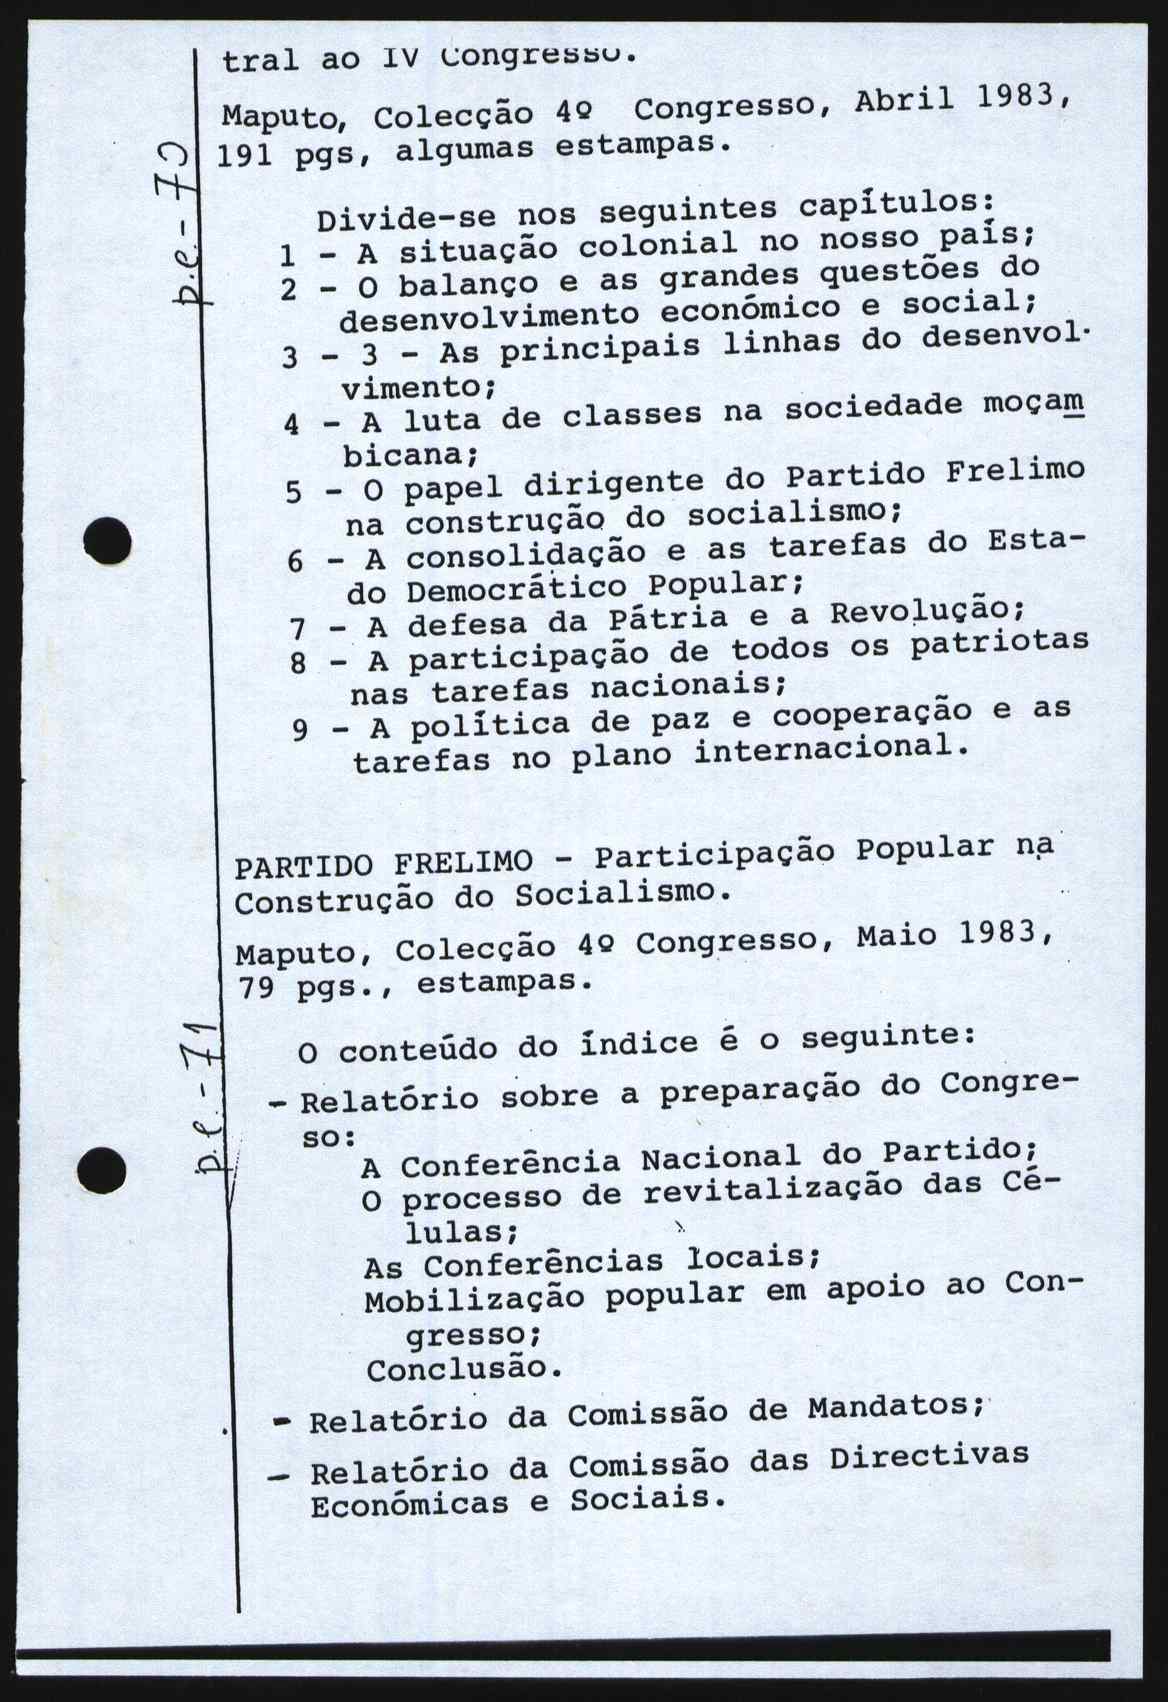 tral ao IV Congresso.
Maputo, Colecção 4º Congresso, Abril 1983,
191 pgs, algumas estampas.
p.e.-70
Divide-se nos seguintes capítulos:
1 - A situação colonial no nosso país;
2 - O balanço e as grandes questões do
desenvolvimento económico e social;
3 - 3 - As principais linhas do desenvol-
vimento;
4 - A luta de classes na sociedade moçam
bicana;
5 - O papel dirigente do Partido Frelimo
na construção do socialismo;
6 - A consolidação e as tarefas do Esta-
do Democrático Popular;
7 - A defesa da Pátria e a Revolução;
8 - A participação de todos os patriotas
nas tarefas nacionais;
9 - A política de paz e cooperação e as
tarefas no plano internacional.
PARTIDO FRELIMO - Participação Popular na
Construção do Socialismo.
Maputo, Colecção 4º Congresso, Maio 1983,
79 pgs., estampas.
p.e.-71
O conteúdo do índice é o seguinte:
- Relatório sobre a preparação do Congre-
so:
A Conferência Nacional do Partido;
O processo de revitalização das Cé-
lulas;
As Conferências locais;
Mobilização popular em apoio ao Con-
gresso;
Conclusão.
- Relatório da Comissão de Mandatos;
- Relatório da Comissão das Directivas
Económicas e Sociais.